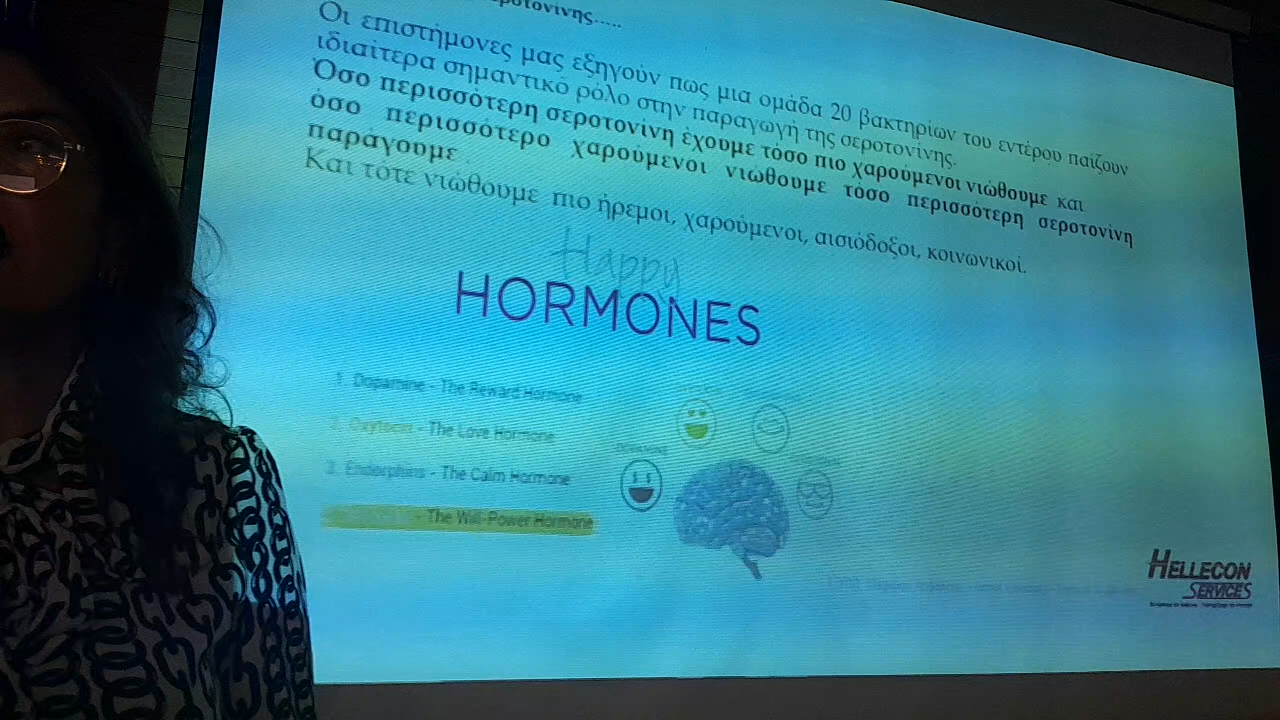 σεροτονίνης.....
Οι επιστήμονες μας εξηγούν πως μια ομάδα 20 βακτηρίων του εντέρου παίζουν
ιδιαίτερα σημαντικό ρόλο στην παραγωγή της σεροτονίνης.
Όσο περισσότερη σεροτονίνη έχουμε τόσο πιο χαρούμενοι νιώθουμε και
όσο περισσότερο χαρούμενοι νιώθουμε τόσο περισσότερη σεροτονίνη
παράγουμε
Και τότε νιώθουμε πιο ήρεμοι, χαρούμενοι, αισιόδοξοι, κοινωνικοί.
Happy
HORMONES
1. Dopamine - The Reward Hormone
2. Oxytocin - The Love Hormone
3. Endorphins - The Calm Hormone
- The Will-Power Hormone
HELLECON
SERVICES